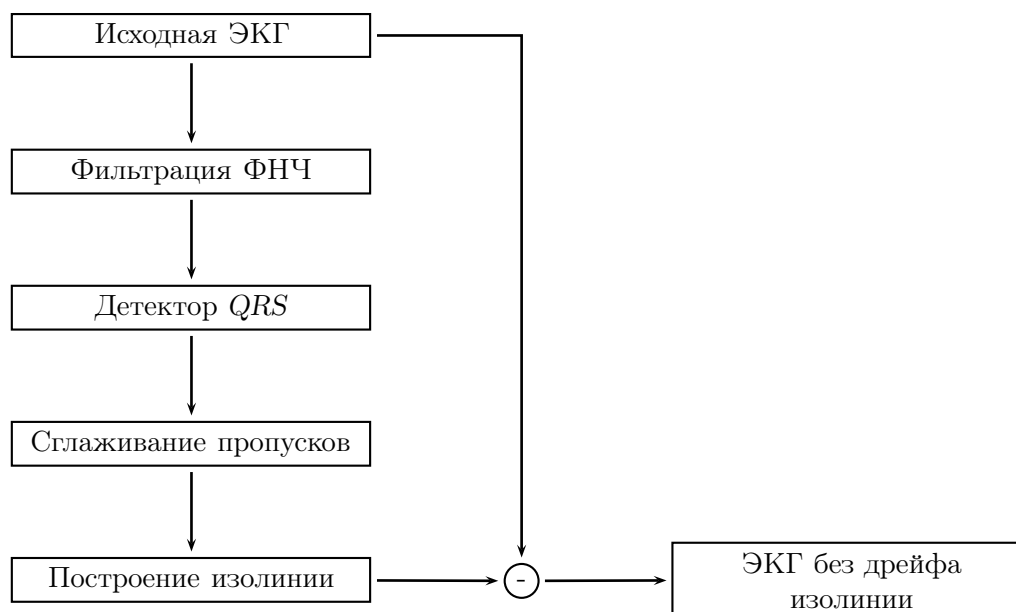 Исходная ЭКГ
Фильтрация ФНЧ
Детектор QRS
Сглаживание пропусков
Построение изолинии
-
ЭКГ без дрейфа
изолинии